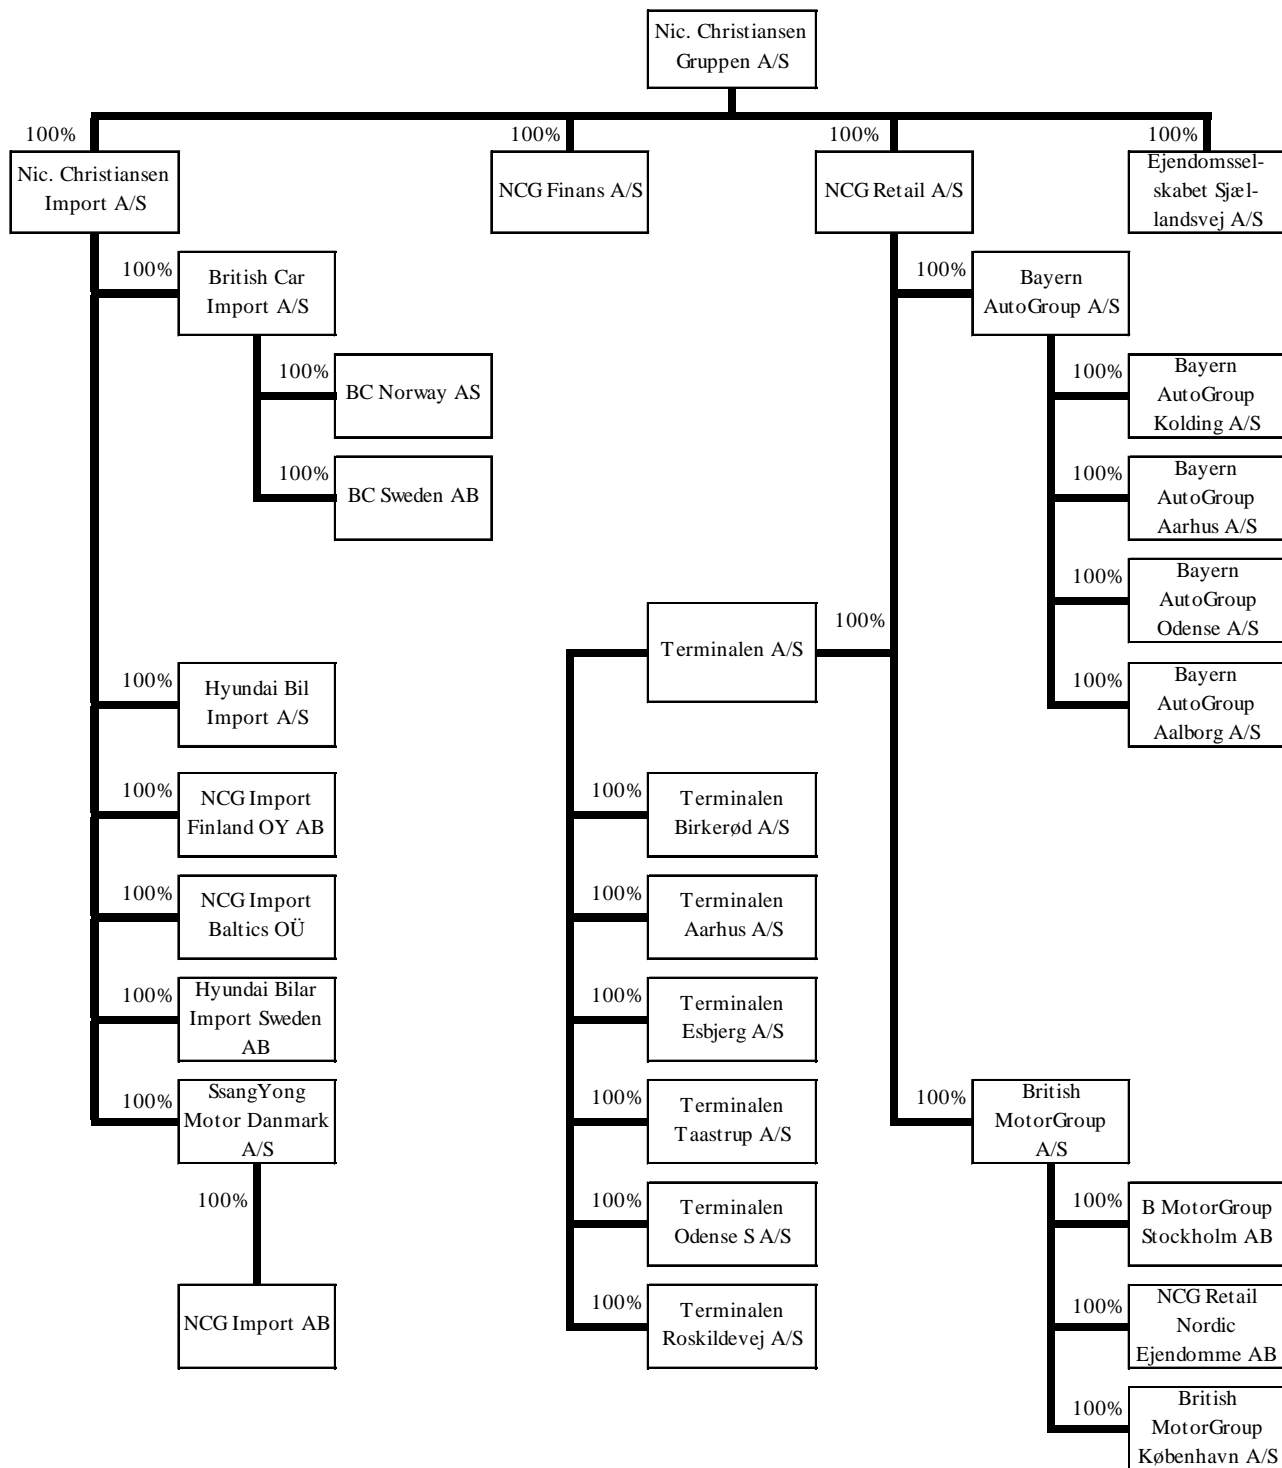 Nic. Christiansen
Gruppen A/S
100%
100%
100%
100%
Nic. Christiansen
Import A/S
NCG Finans A/S
NCG Retail A/S
Ejendomssel-
skabet Sjæl-
landsvej A/S
100%
British Car
Import A/S
100%
Bayern
AutoGroup A/S
100%
BC Norway AS
100%
Bayern
AutoGroup
Kolding A/S
100%
BC Sweden AB
100%
Bayern
AutoGroup
Aarhus A/S
100%
Bayern
AutoGroup
Odense A/S
Terminalen A/S
100%
100%
Hyundai Bil
Import A/S
100%
Bayern
AutoGroup
Aalborg A/S
100%
NCG Import
Finland OY AB
100%
Terminalen
Birkerød A/S
100%
NCG Import
Baltics OÜ
100%
Terminalen
Aarhus A/S
100%
Hyundai Bilar
Import Sweden
AB
100%
Terminalen
Esbjerg A/S
100%
SsangYong
Motor Danmark
A/S
100%
Terminalen
Taastrup A/S
100%
British
MotorGroup
A/S
100%
100%
Terminalen
Odense S A/S
100%
B MotorGroup
Stockholm AB
NCG Import AB
100%
Terminalen
Roskildevej A/S
100%
NCG Retail
Nordic
Ejendomme AB
100%
British
MotorGroup
København A/S